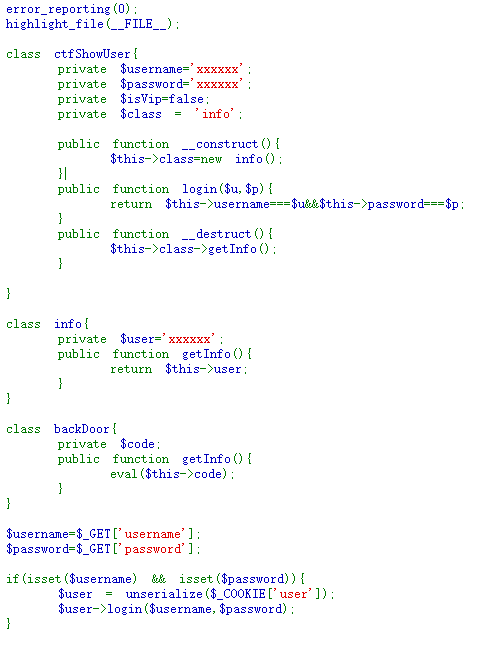 error_reporting(0);
highlight_file(__FILE__);
class ctfShowUser{
private $username='xxxxxx';
private $password='xxxxxx';
private $isVip=false;
private $class = 'info';
public function __construct(){
$this->class=new info();
}
public function login($u,$p){
return $this->username===$u&&$this->password===$p;
}
public function __destruct(){
$this->class->getInfo();
}
}
class info{
private $user='xxxxxx';
public function getInfo(){
return $this->user;
}
}
class backDoor{
private $code;
public function getInfo(){
eval($this->code);
}
}
$username=$_GET['username'];
$password=$_GET['password'];
if(isset($username) && isset($password)){
$user = unserialize($_COOKIE['user']);
$user->login($username,$password);
}